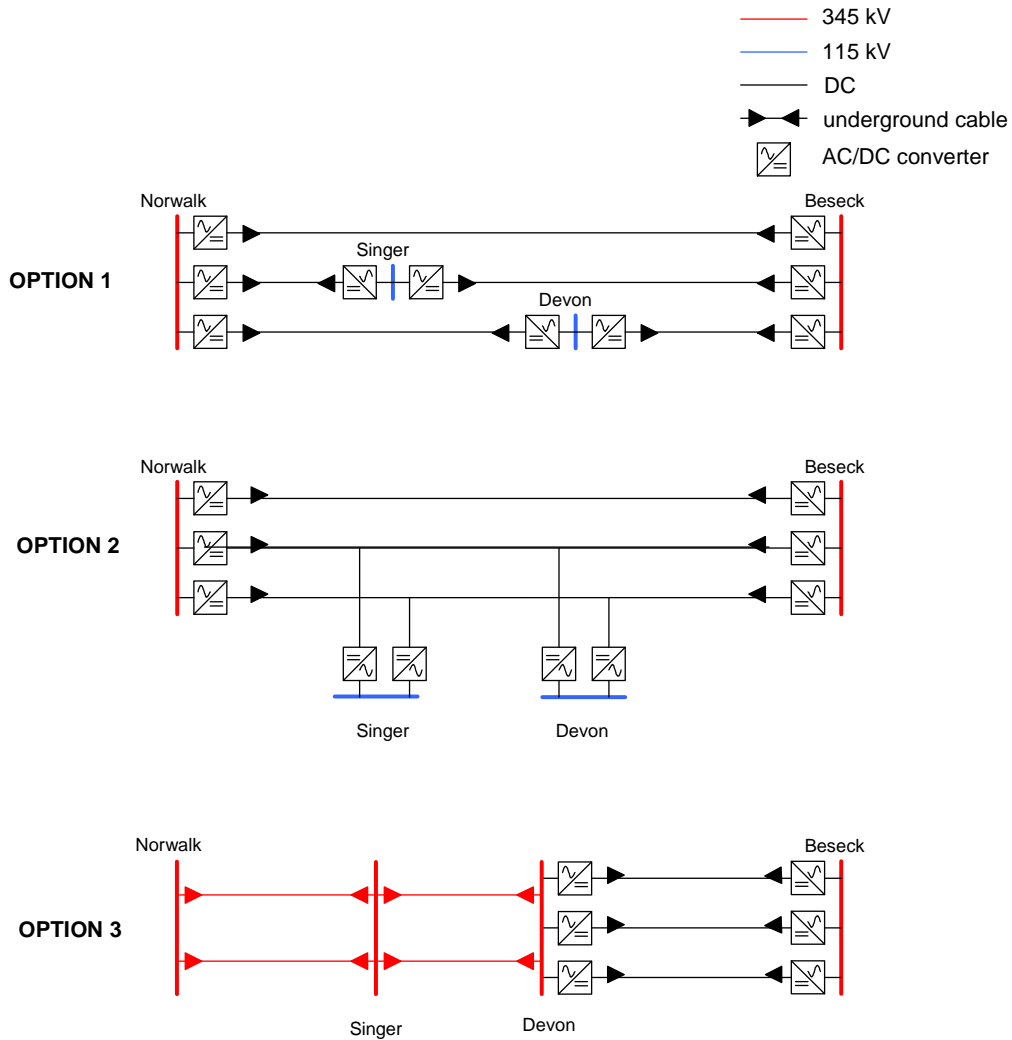 345 kV
115 kV
DC
underground cable
AC/DC converter
Norwalk
Beseck
Singer
OPTION 1
Devon
Norwalk
Beseck
OPTION 2
Singer
Devon
Norwalk
Beseck
OPTION 3
Singer
Devon